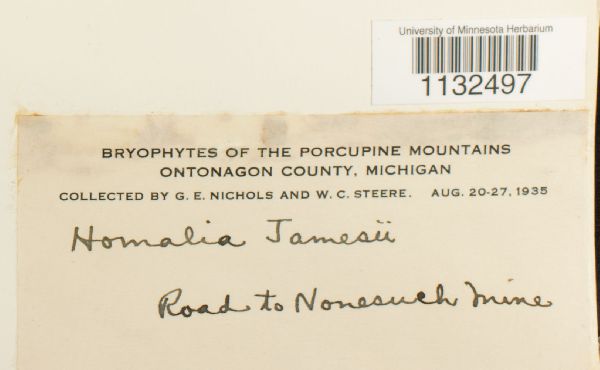 University of Minnesota Herbarium
1132497
BRYOPHYTES OF THE PORCUPINE MOUNTAINS
ONTONAGON COUNTY, MICHIGAN
COLLECTED BY G. E. NICHOLS AND W. C. STEERE. AUG. 20-27, 1935
Homalia Jamesii
Road to Nonesuch Mine